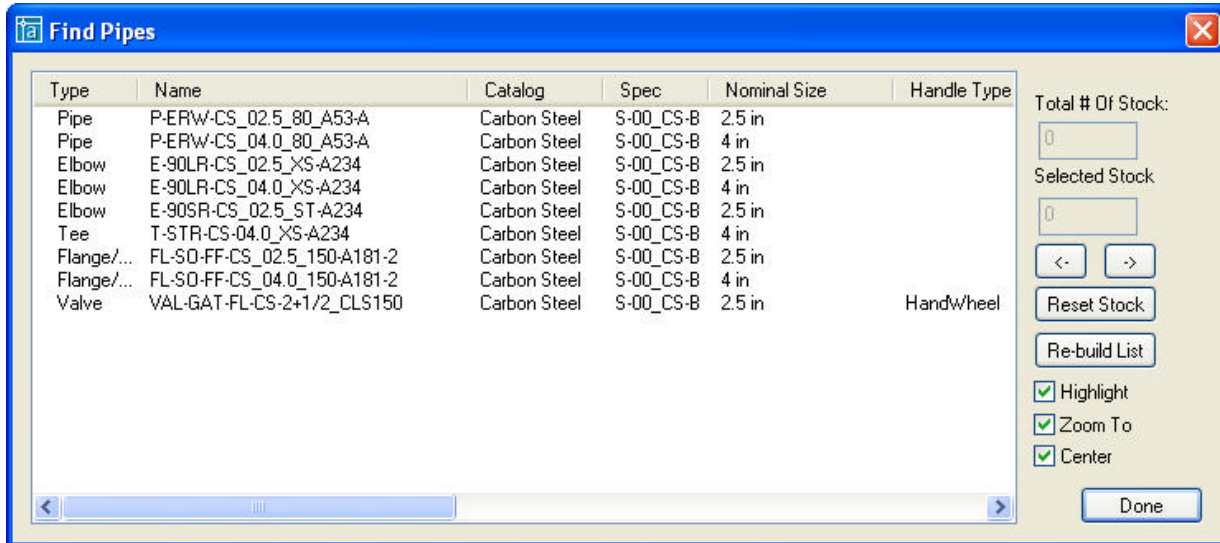 Find Pipes
Type Name Catalog Spec Nominal Size Handle Type
Pipe P-ERW-CS_02.5_80_A53-A Carbon Steel S-00_CS-B 2.5 in
Pipe P-ERW-CS_04.0_80_A53-A Carbon Steel S-00_CS-B 4 in
Elbow E-90LR-CS_02.5_XS-A234 Carbon Steel S-00_CS-B 2.5 in
Elbow E-90LR-CS_04.0_XS-A234 Carbon Steel S-00_CS-B 4 in
Elbow E-90SR-CS_02.5_ST-A234 Carbon Steel S-00_CS-B 2.5 in
Tee T-STR-CS-04.0_XS-A234 Carbon Steel S-00_CS-B 4 in
Flange/... FL-SO-FF-CS_02.5_150-A181-2 Carbon Steel S-00_CS-B 2.5 in
Flange/... FL-SO-FF-CS_04.0_150-A181-2 Carbon Steel S-00_CS-B 4 in
Valve VAL-GAT-FL-CS-2+1/2_CLS150 Carbon Steel S-00_CS-B 2.5 in HandWheel
Total # Of Stock:
0
Selected Stock
0
<- ->
Reset Stock
Re-build List
Highlight
Zoom To
Center
Done